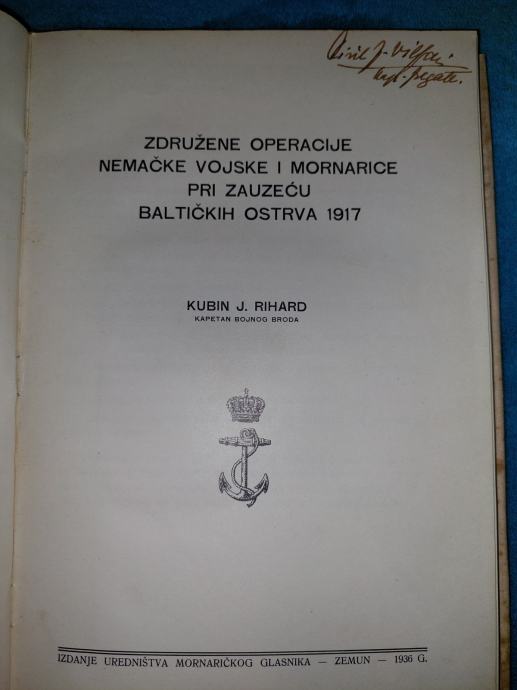 ZDRUŽENE OPERACIJE
NEMAČKE VOJSKE I MORNARICE
PRI ZAUZEĆU
BALTIČKIH OSTRVA 1917
KUBIN J. RIHARD
KAPETAN BOJNOG BRODA
IZDANJE UREDNIŠTVA MORNARIČKOG GLASNIKA — ZEMUN — 1936 G.